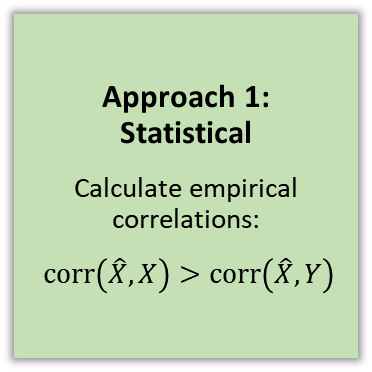 Approach 1:
Statistical
Calculate empirical
correlations:
corr(X̂, X) > corr(X̂, Y)